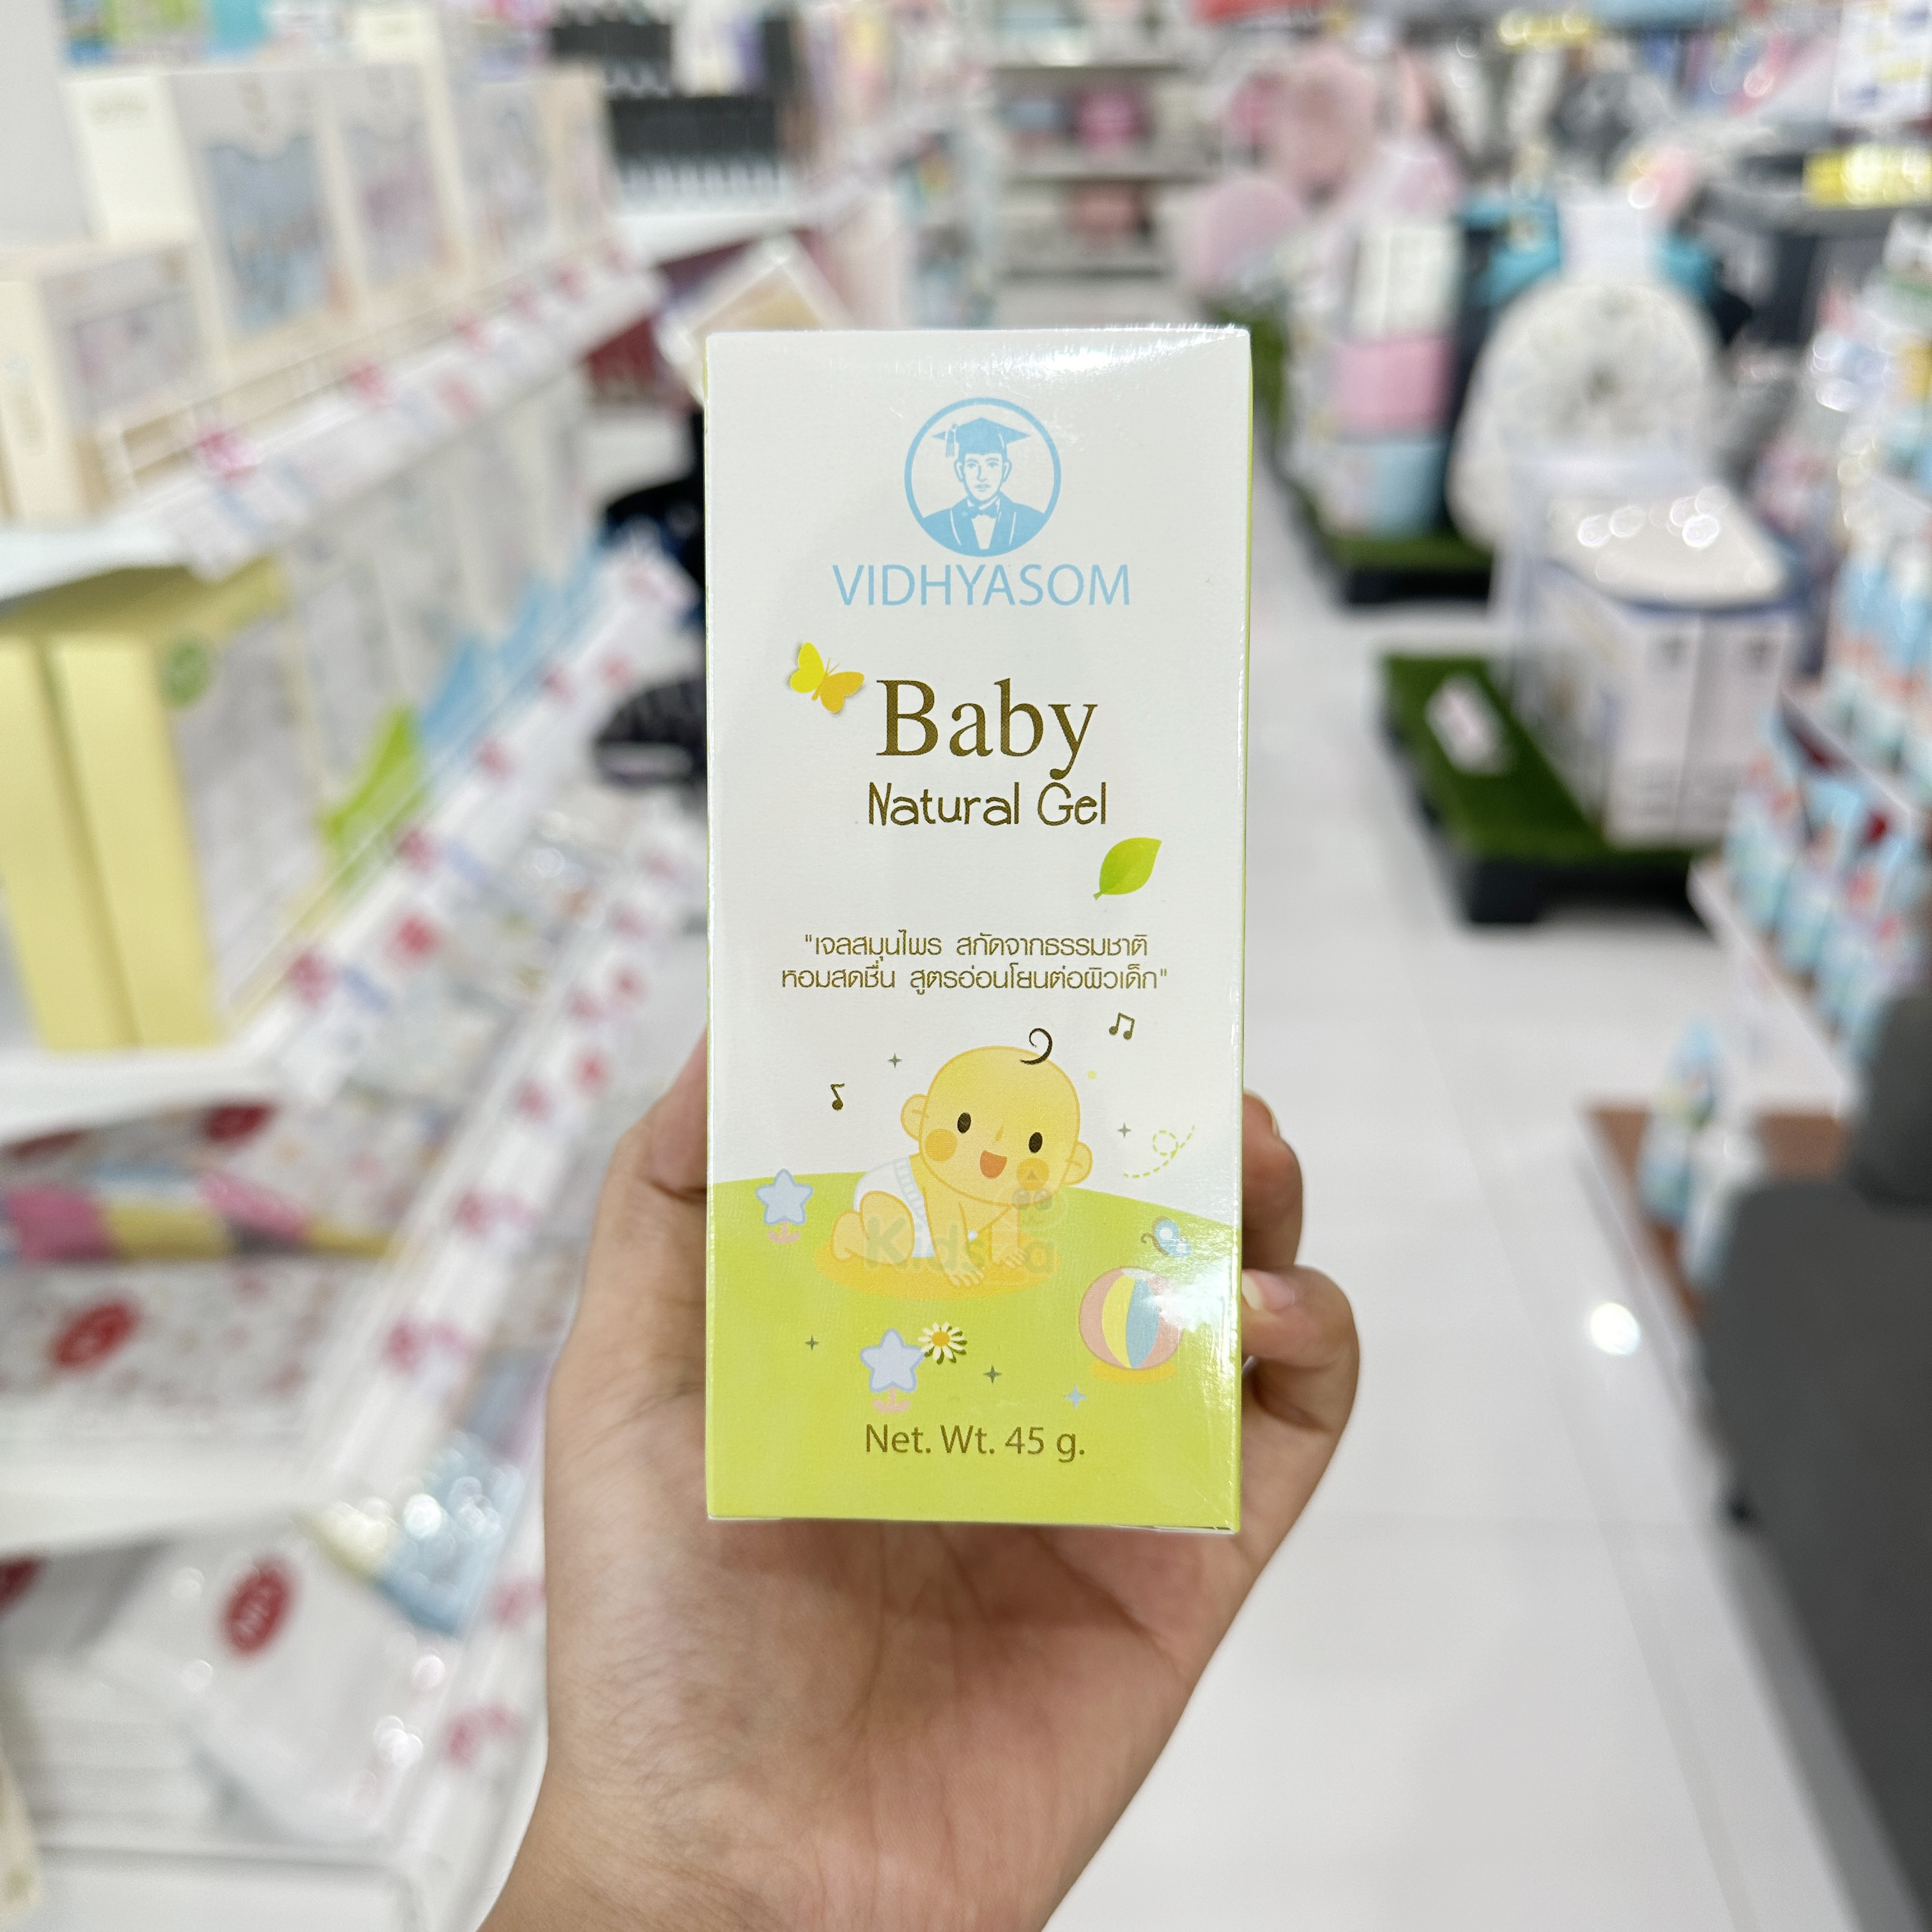 VIDHYASOM
Baby
Natural Gel
"เจลสมุนไพร สกัดจากธรรมชาติ
หอมสดชื่น สูตรอ่อนโยนต่อผิวเด็ก"
Net. Wt. 45 g.